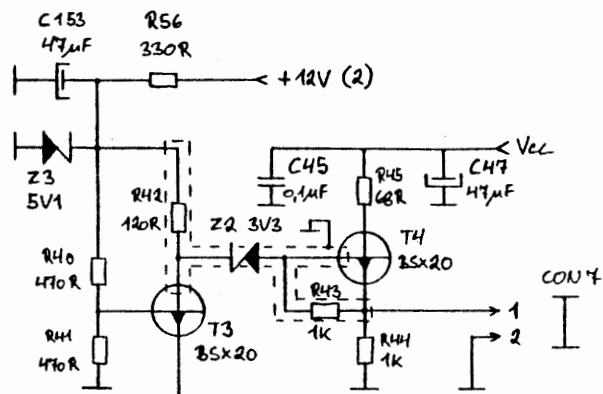 C153 R56
47µF 330R
+12V (2)
Vcc
Z3
5V1
R42
120R
C45
0,1µF
R45
68R
C47
47µF
Z2 3V3
T4
BSX20
R40
470R
R43
1K
CON7
1
2
T3
BSX20
R41
470R
R44
1K